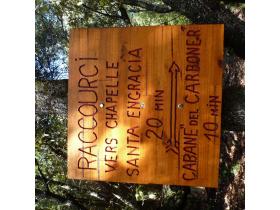 RACCOURCI
VERS CHAPELLE
SANTA ENGRACIA
20 MIN
CABANE DEL CARBONER
10 MIN